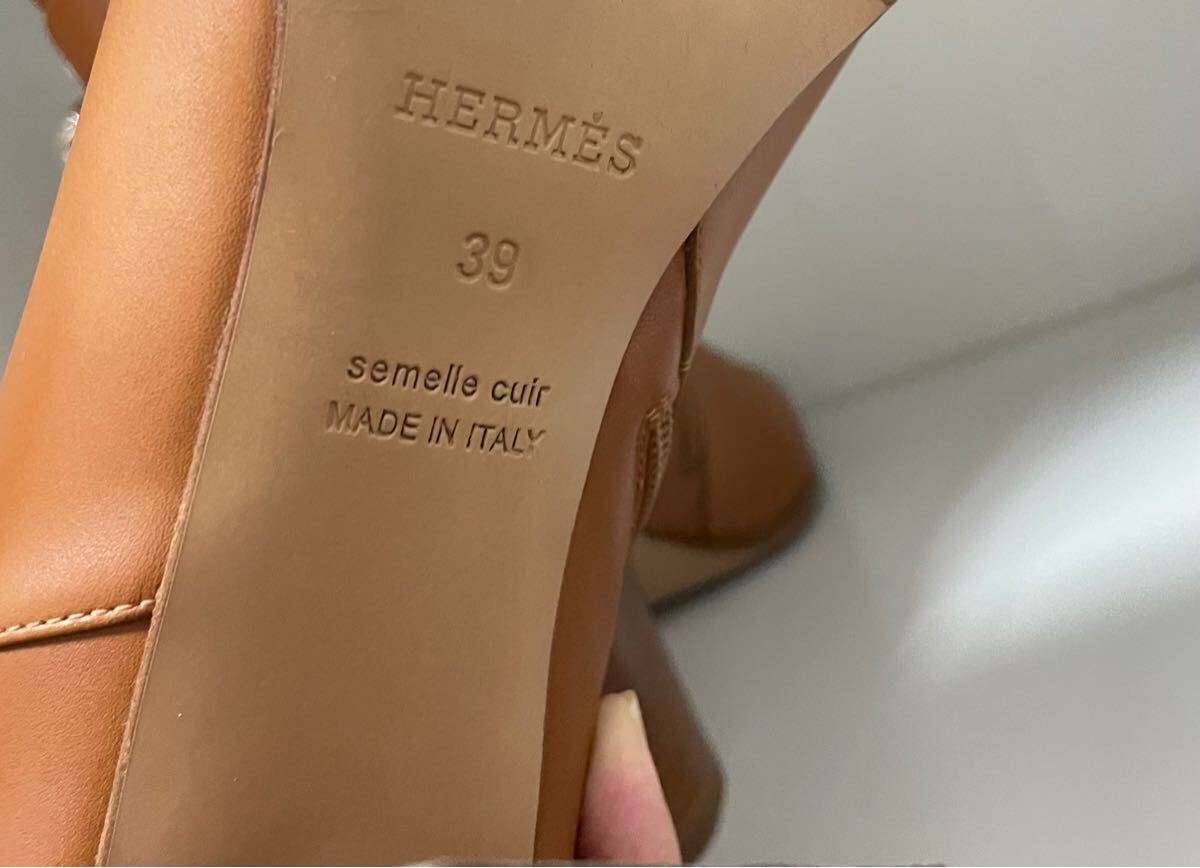 HERMÈS
39
semelle cuir
MADE IN ITALY